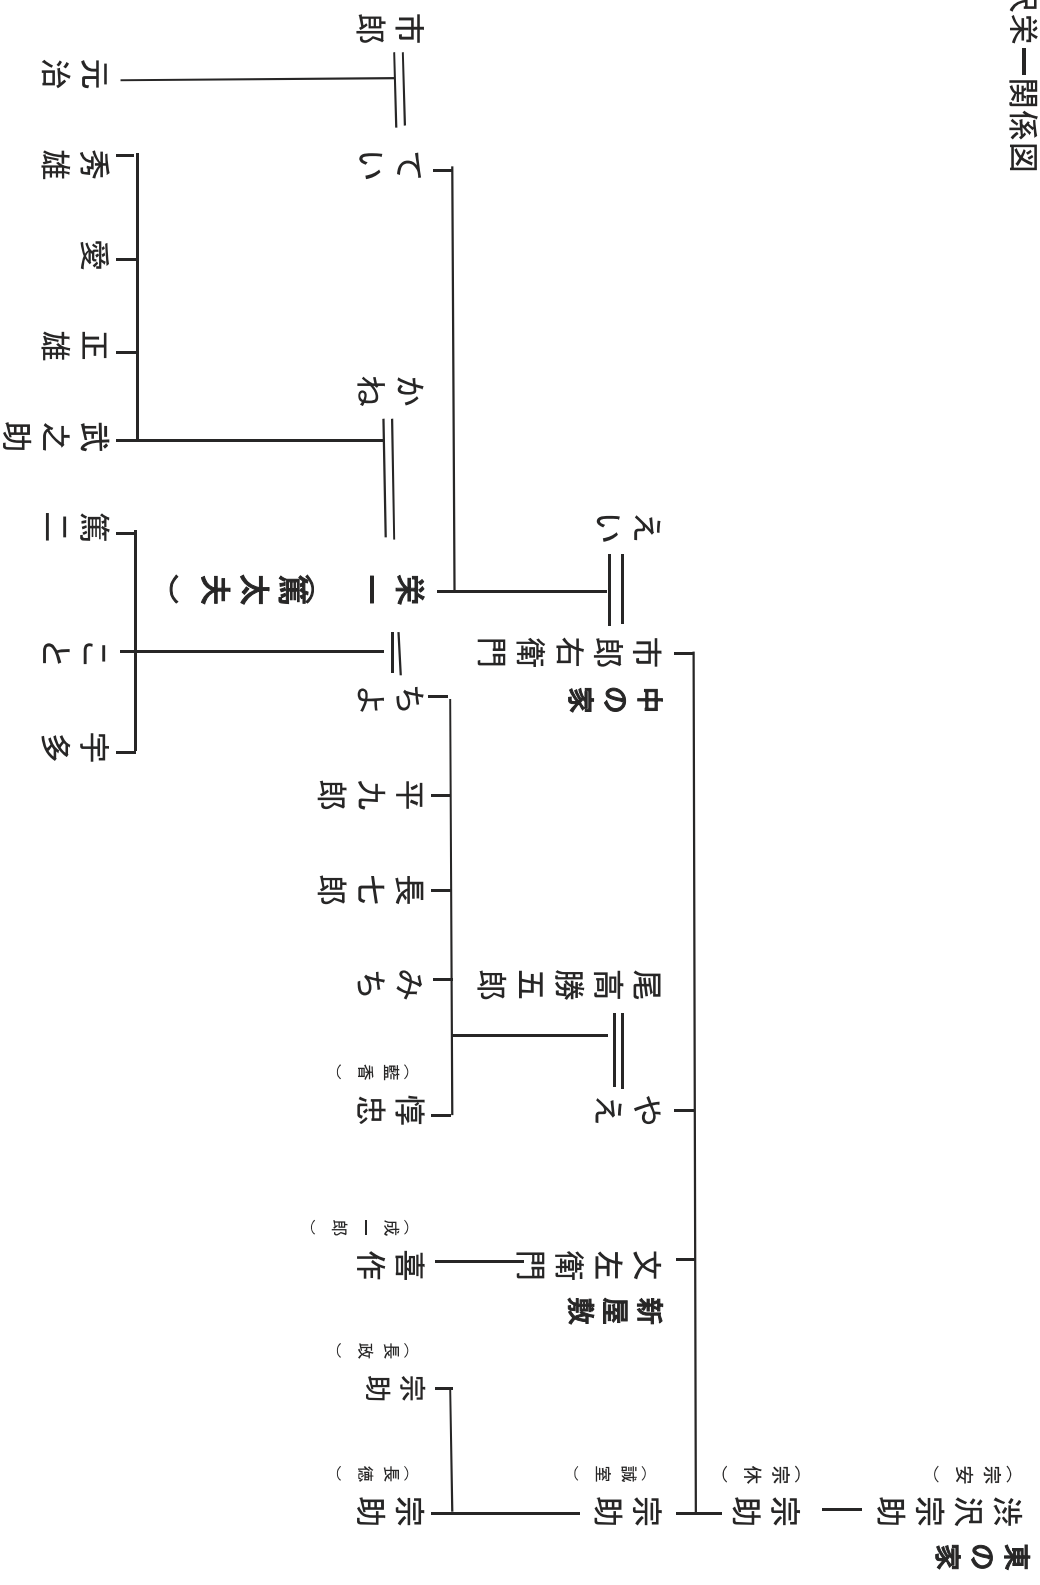 栄一関係図
東の家
渋沢宗助
（宗安）
宗助
（宗休）
宗助
（誠室）
宗助
（長徳）
宗助
（長政）
新屋敷
文左衛門
喜作
（成一郎）
やえ
尾高勝五郎
惇忠
（藍香）
みち
長七郎
平九郎
ちよ
中の家
市郎右衛門
えい
栄一（篤太夫）
かね
てい
市郎
宇多
こと
篤二
武之助
正雄
愛
秀雄
元治